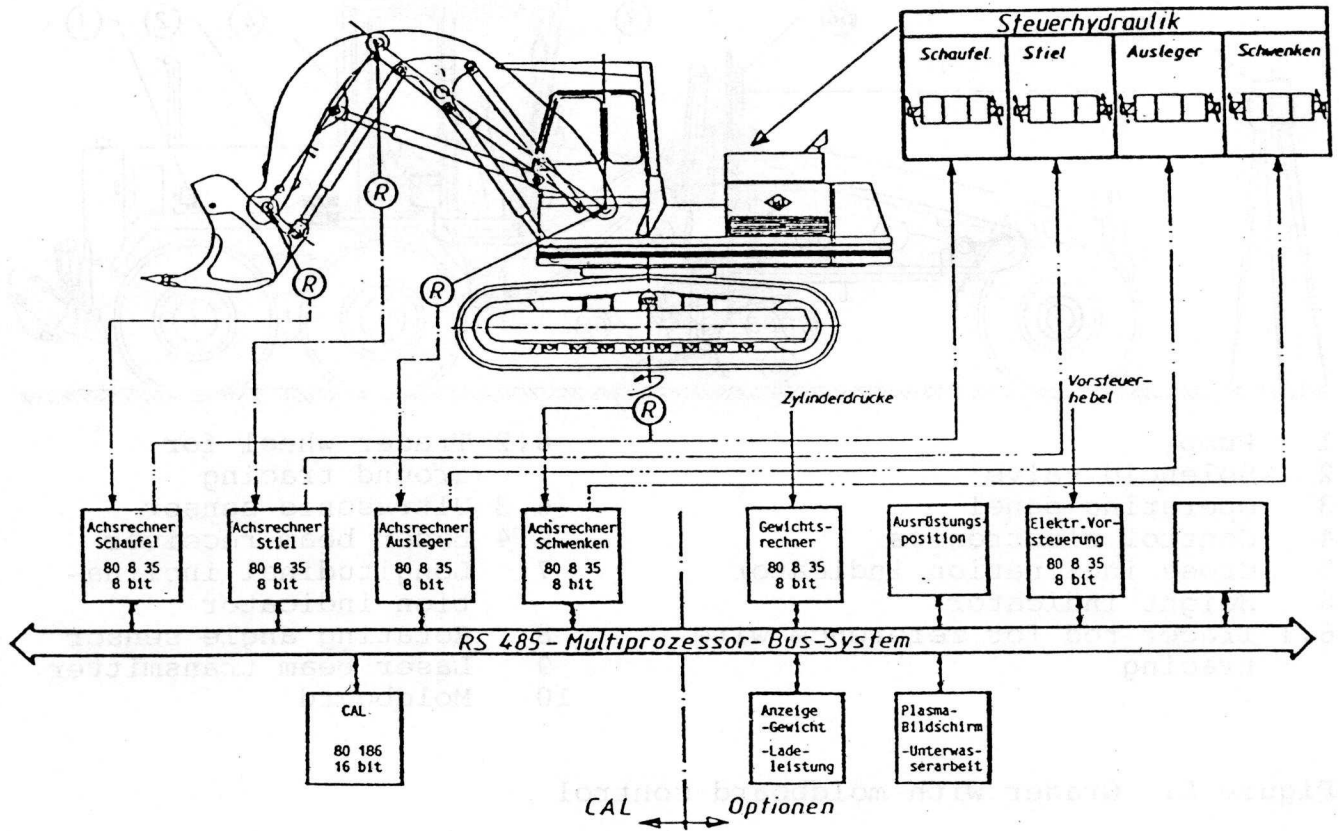 Steuerhydraulik
Schaufel Stiel Ausleger Schwenken
R
R
R
R
Zylinderdrücke
Vorsteuer-
hebel
Achsrechner
Schaufel
80 8 35
8 bit
Achsrechner
Stiel
80 8 35
8 bit
Achsrechner
Ausleger
80 8 35
8 bit
Achsrechner
Schwenken
80 8 35
8 bit
Gewichts-
rechner
80 8 35
8 bit
Ausrüstungs-
position
Elektr.Vor-
steuerung
80 8 35
8 bit
RS 485-Multiprozessor-Bus-System
CAL
80 186
16 bit
Anzeige
-Gewicht
-Lade-
leistung
Plasma-
Bildschirm
-Unterwas-
serarbeit
CAL Optionen